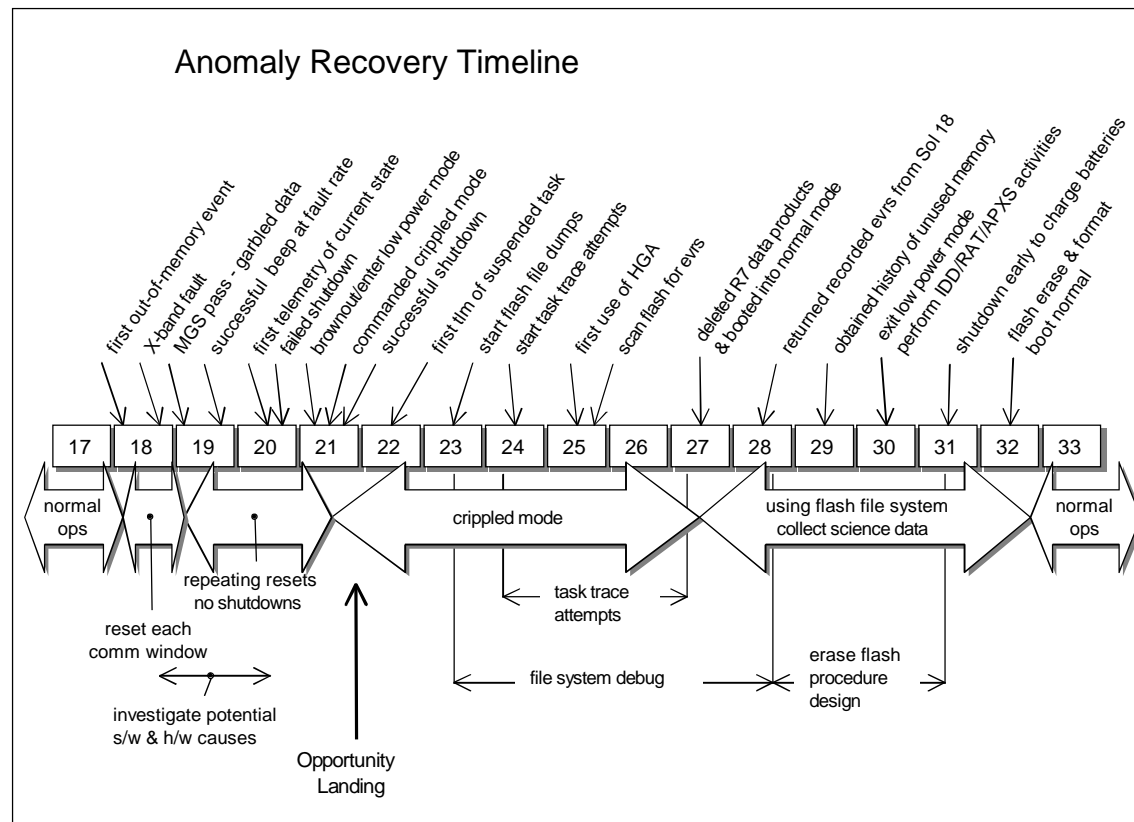 Anomaly Recovery Timeline
first out-of-memory event
X-band fault
MGS pass - garbled data
successful beep at fault rate
first telemetry of current state
failed shutdown
brownout/enter low power mode
commanded crippled mode
successful shutdown
first tlm of suspended task
start flash file dumps
start task trace attempts
first use of HGA
scan flash for evrs
deleted R7 data products
& booted into normal mode
returned recorded evrs from Sol 18
obtained history of unused memory
exit low power mode
perform IDD/RAT/APXS activities
shutdown early to charge batteries
flash erase & format
boot normal
17 18 19 20 21 22 23 24 25 26 27 28 29 30 31 32 33
normal
ops
crippled mode
using flash file system
collect science data
normal
ops
repeating resets
no shutdowns
reset each
comm window
task trace
attempts
file system debug
erase flash
procedure
design
investigate potential
s/w & h/w causes
Opportunity
Landing